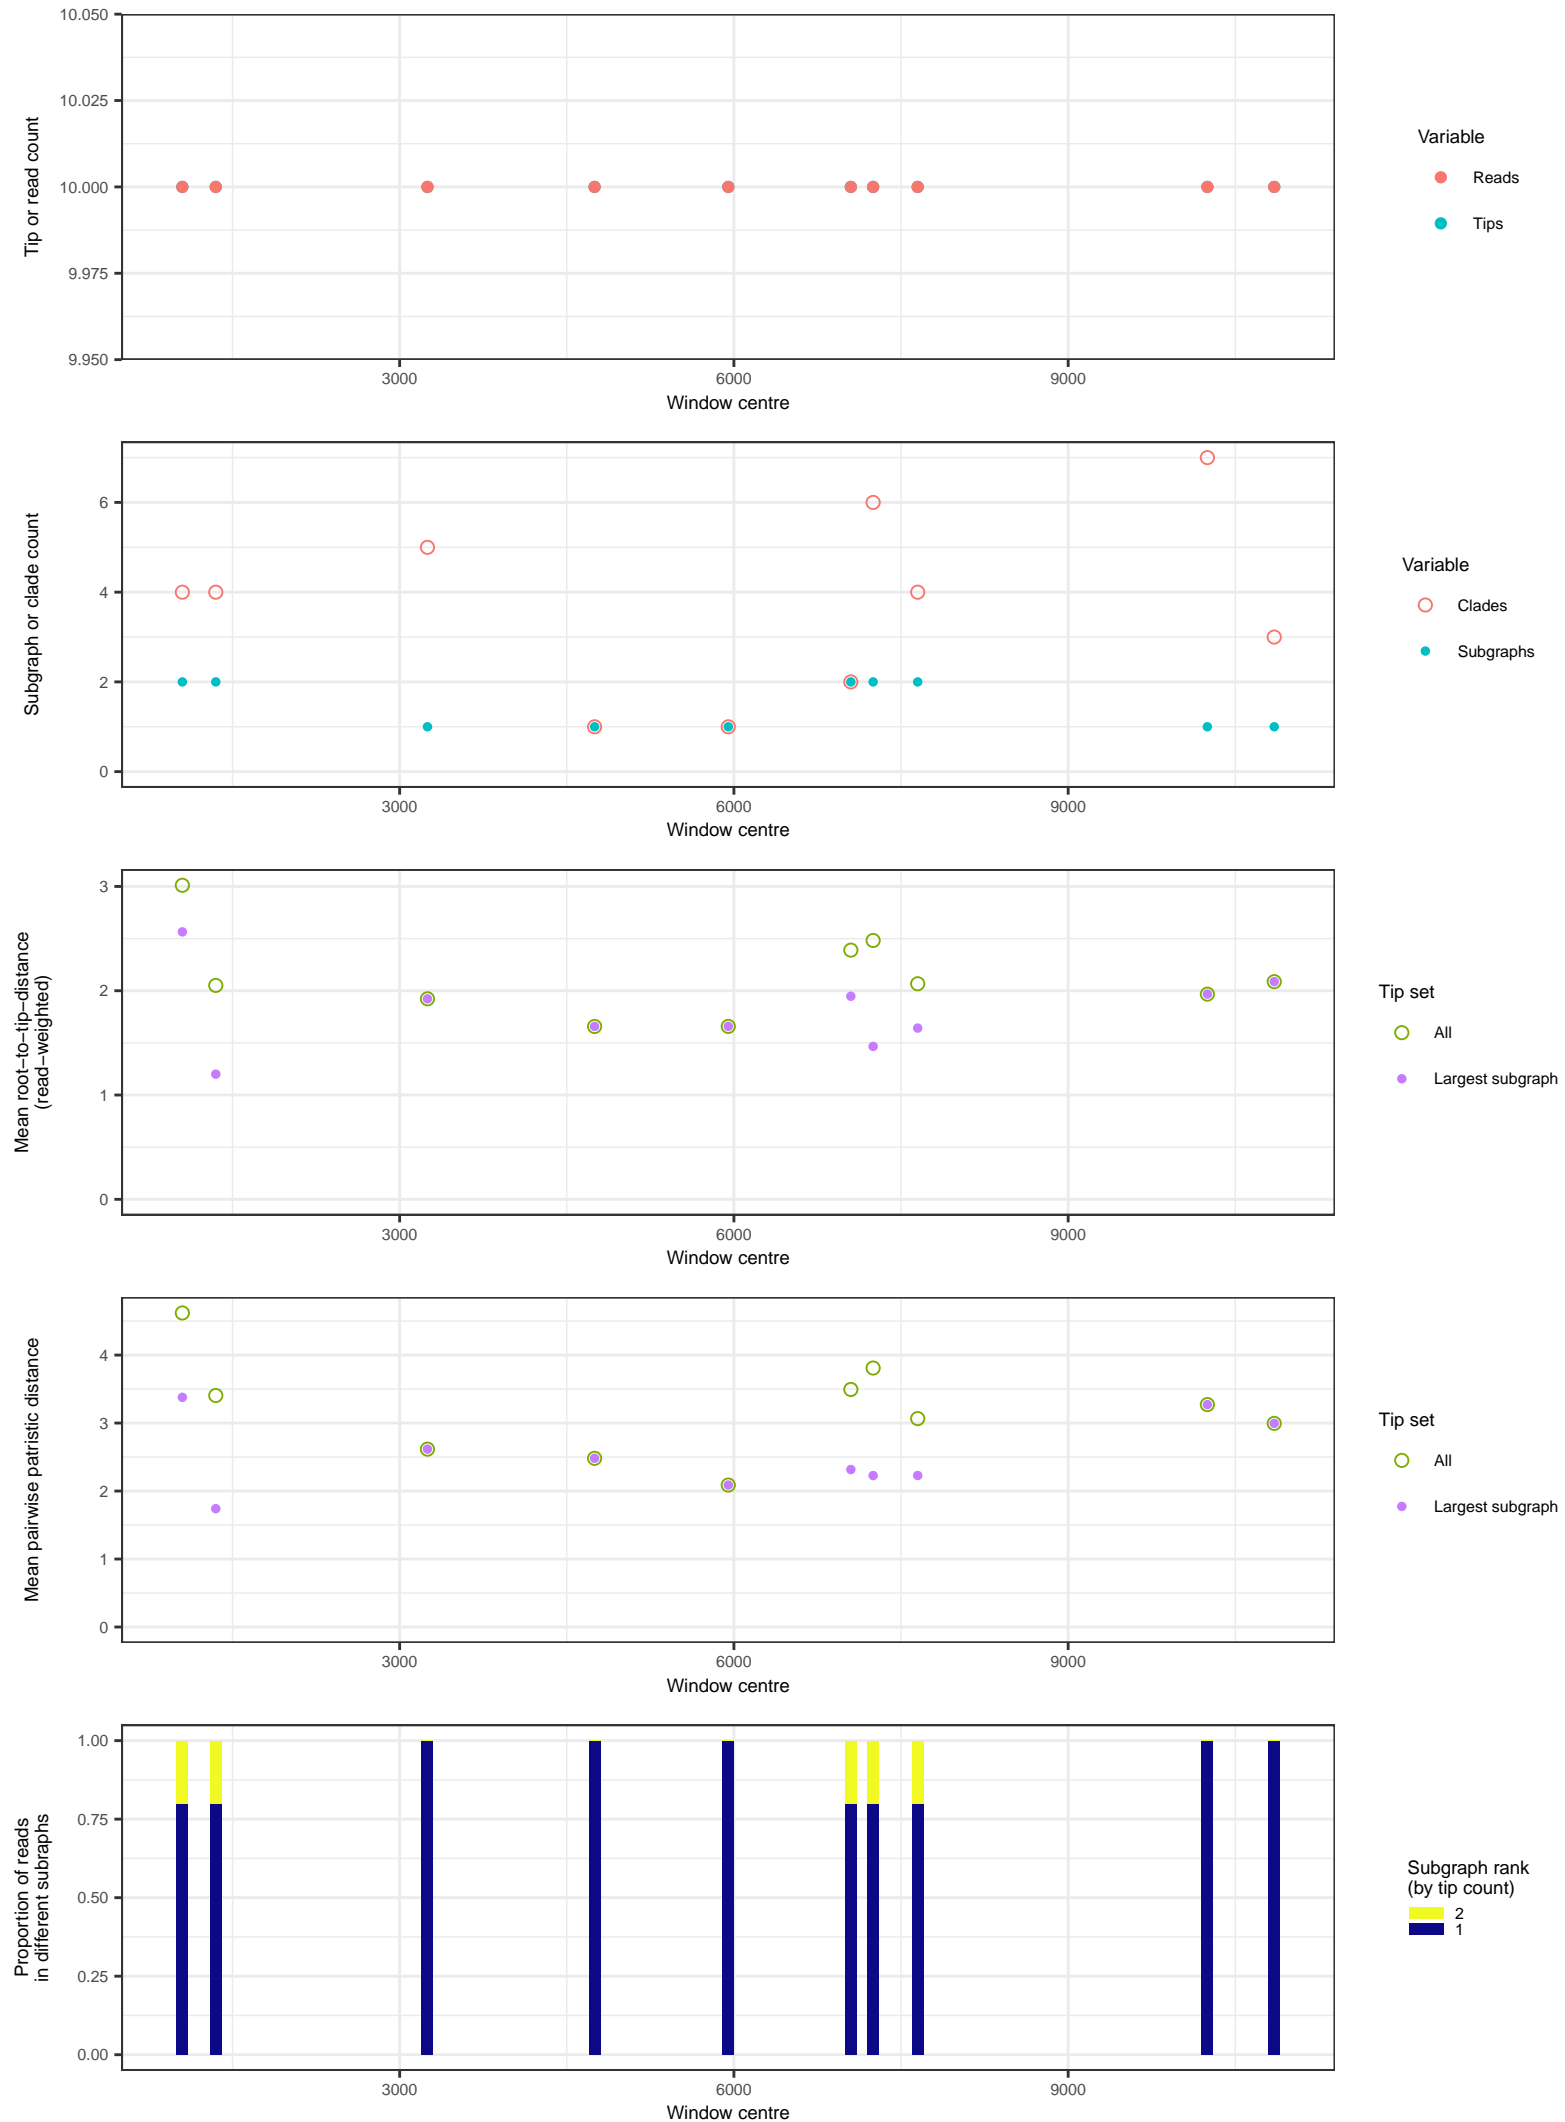 10.050
10.025
10.000
9.975
9.950
Tip or read count
3000
6000
9000
Window centre
Variable
Reads
Tips
6
4
2
0
Subgraph or clade count
3000
6000
9000
Window centre
Variable
Clades
Subgraphs
3
2
1
0
Mean root−to−tip−distance
(read−weighted)
3000
6000
9000
Window centre
Tip set
All
Largest subgraph
4
3
2
1
0
Mean pairwise patristic distance
3000
6000
9000
Window centre
Tip set
All
Largest subgraph
1.00
0.75
0.50
0.25
0.00
Proportion of reads
in different subraphs
3000
6000
9000
Window centre
Subgraph rank
(by tip count)
2
1